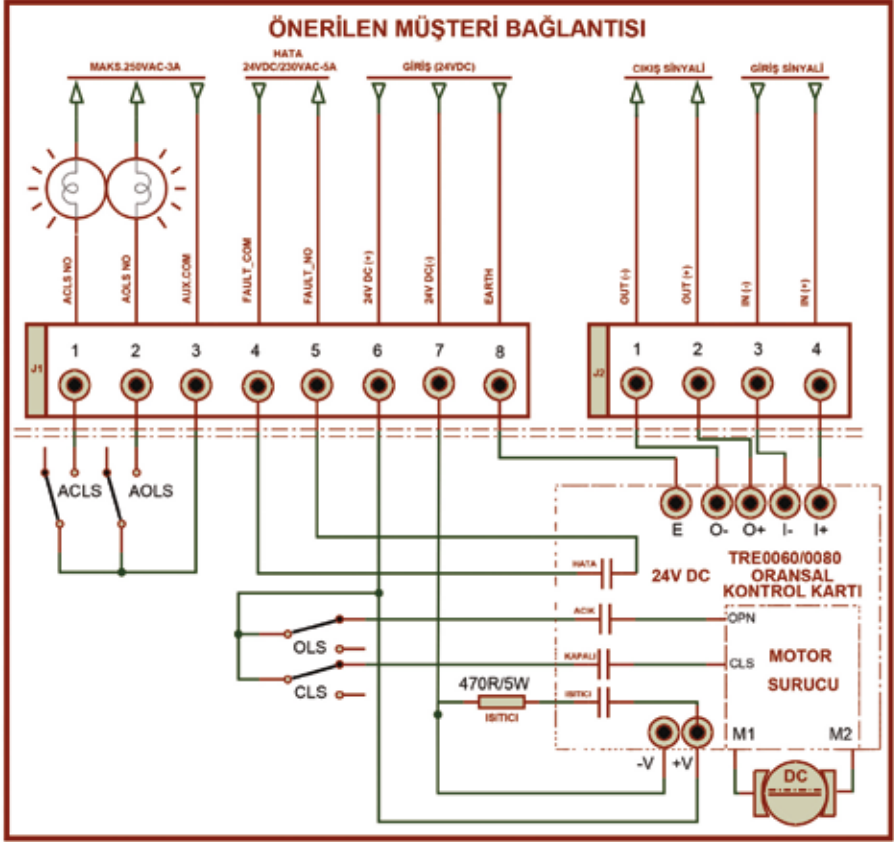 ÖNERİLEN MÜŞTERİ BAĞLANTISI
MAKS.250VAC-3A
HATA
24VDC/230VAC-5A
GİRİŞ (24VDC)
CIKIŞ SİNYALİ
GİRİŞ SİNYALİ
ACLS NO
AOLS NO
AUX.COM
FAULT_COM
FAULT_NO
24V DC (+)
24V DC(-)
EARTH
OUT (-)
OUT (+)
IN (-)
IN (+)
J1
1
2
3
4
5
6
7
8
J2
1
2
3
4
ACLS
AOLS
E
O-
O+
I-
I+
HATA
24V DC
TRE0060/0080
ORANSAL
KONTROL KARTI
ACIK
OPN
OLS
KAPALI
CLS
MOTOR
SURUCU
CLS
470R/5W
ISITICI
ISITICI
-V
+V
M1
M2
DC